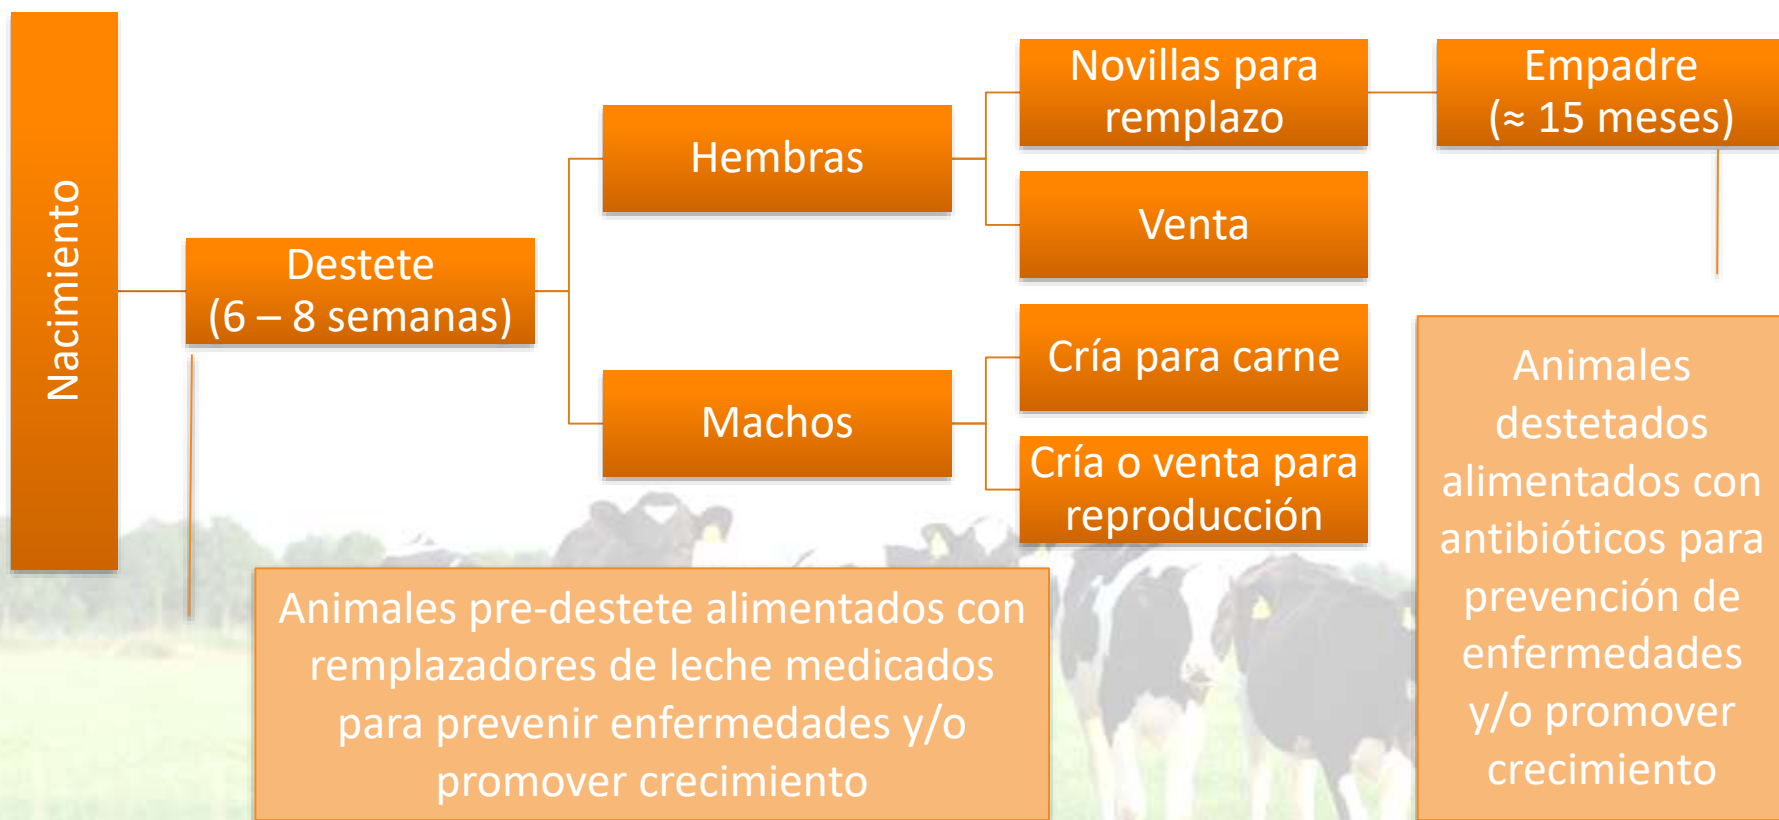 Nacimiento
Destete
(6 – 8 semanas)
Hembras
Machos
Novillas para
remplazo
Venta
Cría para carne
Cría o venta para
reproducción
Empadre
(≈ 15 meses)
Animales pre-destete alimentados con
remplazadores de leche medicados
para prevenir enfermedades y/o
promover crecimiento
Animales
destetados
alimentados con
antibióticos para
prevención de
enfermedades
y/o promover
crecimiento